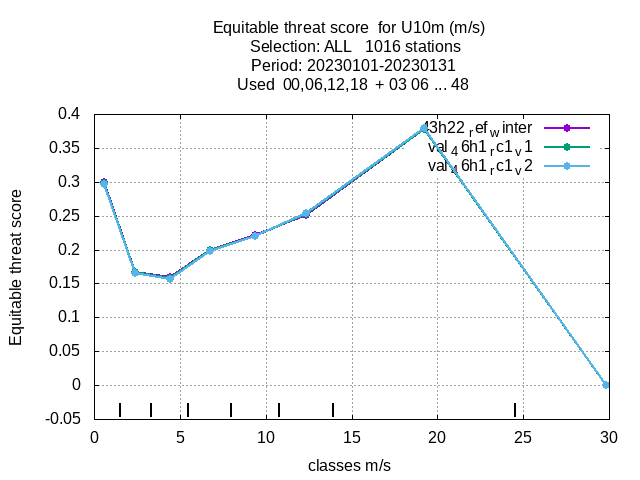 Equitable threat score  for U10m (m/s)
Selection: ALL   1016 stations
Period: 20230101-20230131
Used  00,06,12,18  + 03 06 ... 48
0.4
0.35
0.3
0.25
0.2
0.15
0.1
0.05
0
-0.05
0 5 10 15 20 25 30
Equitable threat score
classes m/s
43h22_ref_winter
val_46h1_rc1_v1
val_46h1_rc1_v2